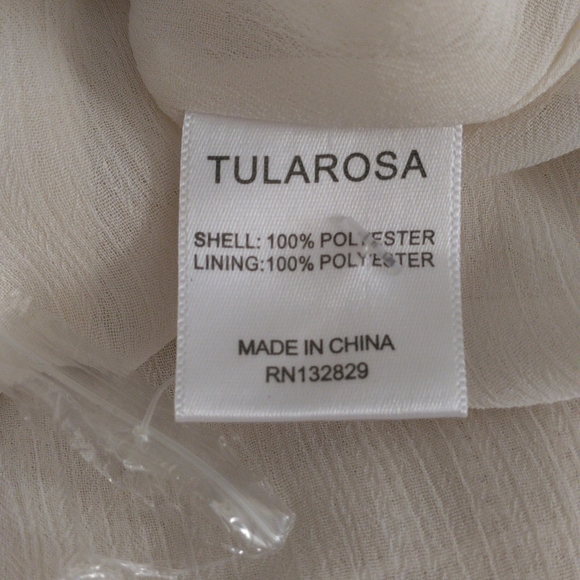 TULAROSA
SHELL: 100% POLYESTER
LINING:100% POLYESTER
MADE IN CHINA
RN132829